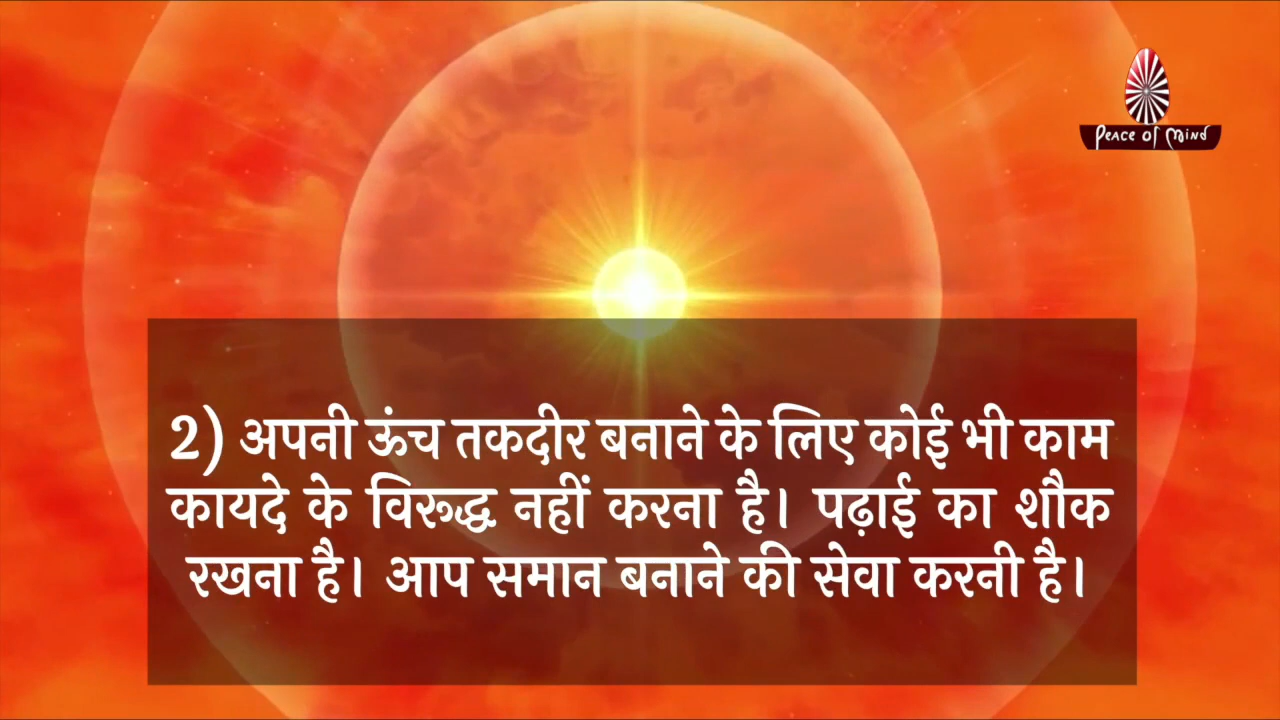 Peace of Mind
2) अपनी ऊंच तकदीर बनाने के लिए कोई भी काम
कायदे के विरूद्ध नहीं करना है। पढ़ाई का शौक
रखना है। आप समान बनाने की सेवा करनी है।